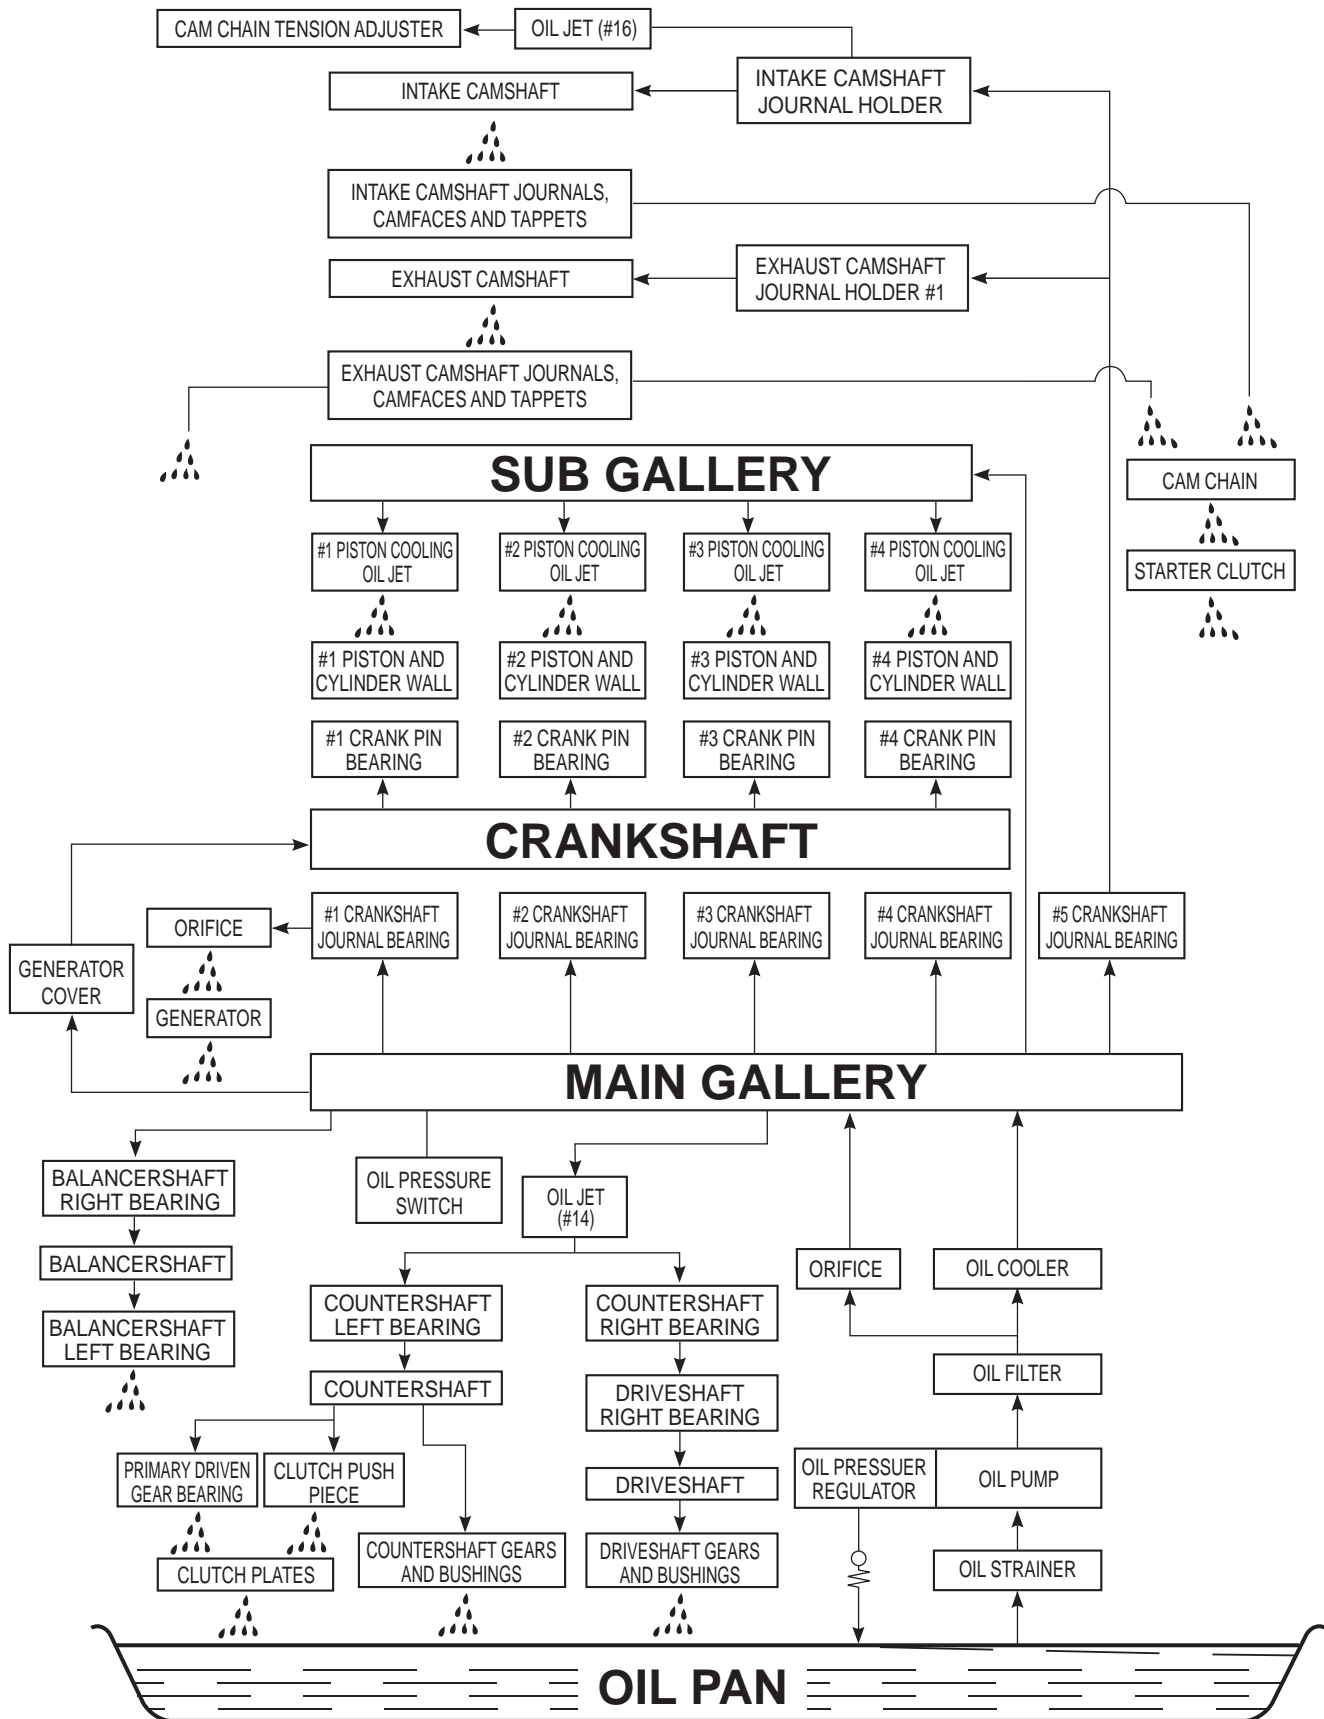 CAM CHAIN TENSION ADJUSTER
OIL JET (#16)
INTAKE CAMSHAFT
JOURNAL HOLDER
INTAKE CAMSHAFT
INTAKE CAMSHAFT JOURNALS,
CAMFACES AND TAPPETS
EXHAUST CAMSHAFT
EXHAUST CAMSHAFT
JOURNAL HOLDER #1
EXHAUST CAMSHAFT JOURNALS,
CAMFACES AND TAPPETS
SUB GALLERY
CAM CHAIN
STARTER CLUTCH
#1 PISTON COOLING
OIL JET
#2 PISTON COOLING
OIL JET
#3 PISTON COOLING
OIL JET
#4 PISTON COOLING
OIL JET
#1 PISTON AND
CYLINDER WALL
#2 PISTON AND
CYLINDER WALL
#3 PISTON AND
CYLINDER WALL
#4 PISTON AND
CYLINDER WALL
#1 CRANK PIN
BEARING
#2 CRANK PIN
BEARING
#3 CRANK PIN
BEARING
#4 CRANK PIN
BEARING
CRANKSHAFT
ORIFICE
#1 CRANKSHAFT
JOURNAL BEARING
#2 CRANKSHAFT
JOURNAL BEARING
#3 CRANKSHAFT
JOURNAL BEARING
#4 CRANKSHAFT
JOURNAL BEARING
#5 CRANKSHAFT
JOURNAL BEARING
GENERATOR
COVER
GENERATOR
MAIN GALLERY
BALANCERSHAFT
RIGHT BEARING
OIL PRESSURE
SWITCH
OIL JET
(#14)
BALANCERSHAFT
ORIFICE
OIL COOLER
BALANCERSHAFT
LEFT BEARING
COUNTERSHAFT
LEFT BEARING
COUNTERSHAFT
RIGHT BEARING
OIL FILTER
COUNTERSHAFT
DRIVESHAFT
RIGHT BEARING
PRIMARY DRIVEN
GEAR BEARING
CLUTCH PUSH
PIECE
DRIVESHAFT
OIL PRESSUER
REGULATOR
OIL PUMP
CLUTCH PLATES
COUNTERSHAFT GEARS
AND BUSHINGS
DRIVESHAFT GEARS
AND BUSHINGS
OIL STRAINER
OIL PAN